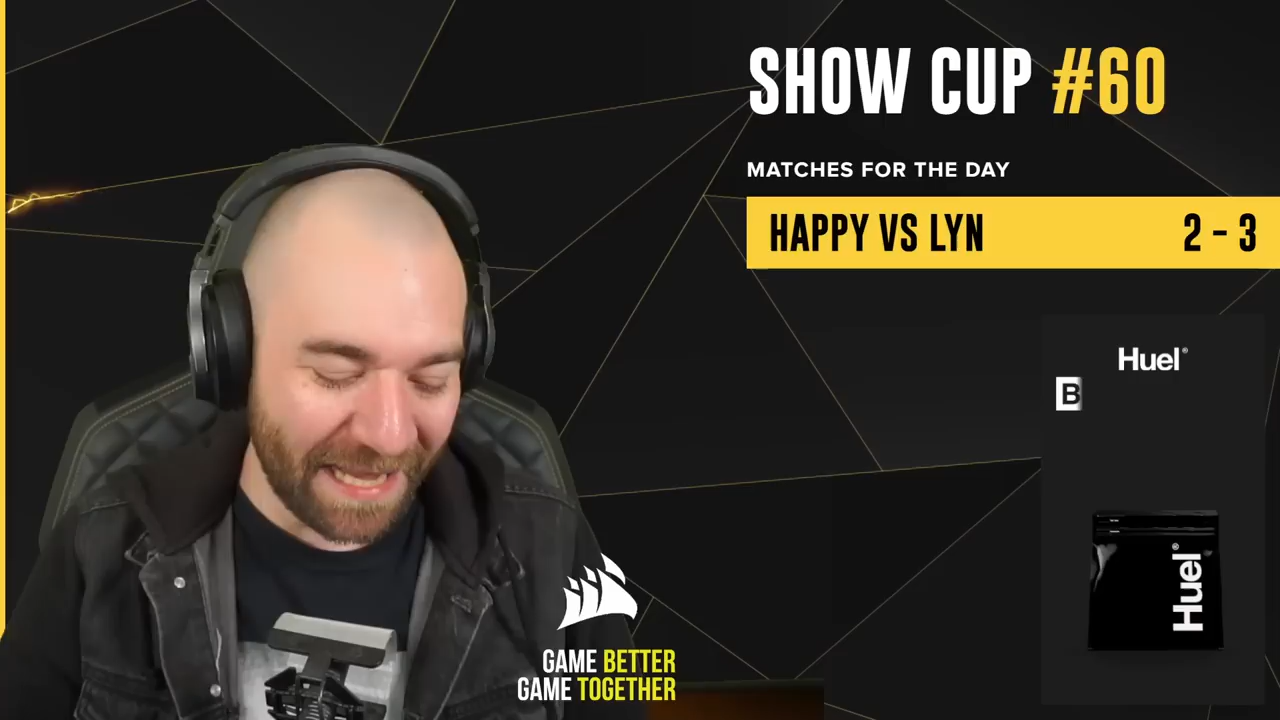 SHOW CUP #60
MATCHES FOR THE DAY
HAPPY VS LYN 2 - 3
Huel®
B
Huel®
GAME BETTER
GAME TOGETHER